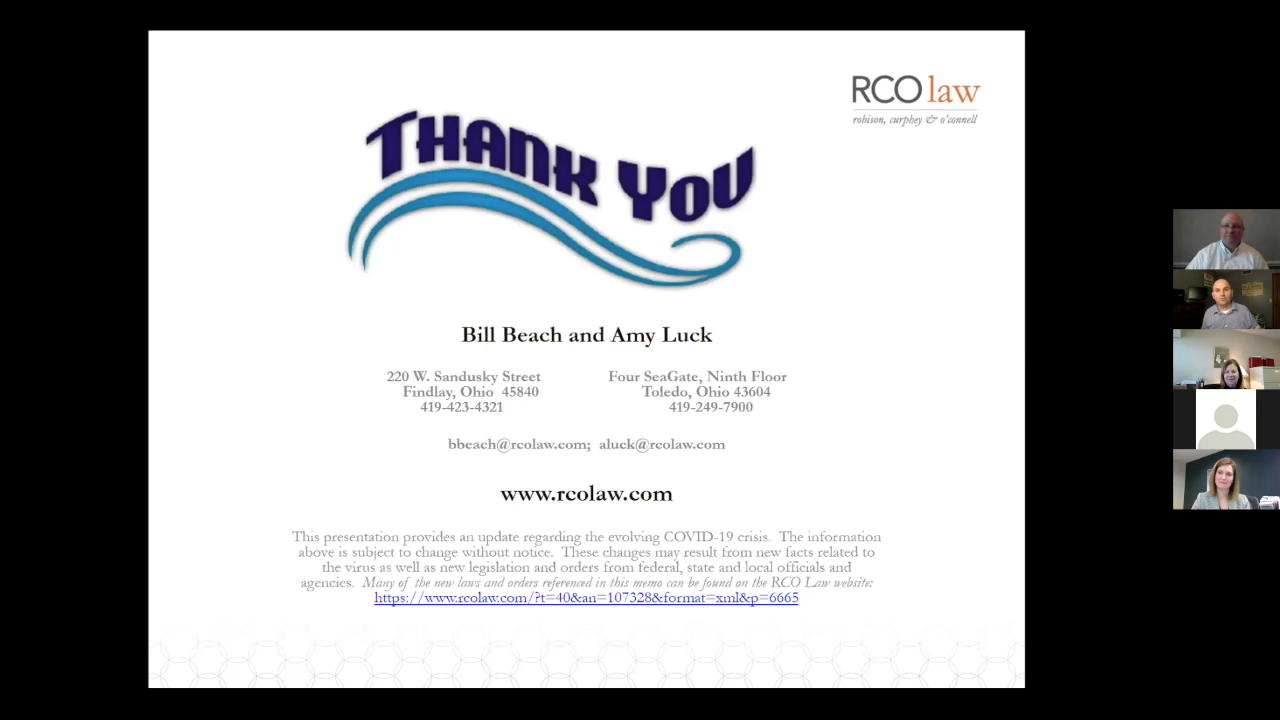 RCO law
robison, curphey & o'connell
THANK YOU
Bill Beach and Amy Luck
220 W. Sandusky Street
Findlay, Ohio 45840
419-423-4321
Four SeaGate, Ninth Floor
Toledo, Ohio 43604
419-249-7900
bbeach@rcolaw.com; aluck@rcolaw.com
www.rcolaw.com
This presentation provides an update regarding the evolving COVID-19 crisis. The information
above is subject to change without notice. These changes may result from new facts related to
the virus as well as new legislation and orders from federal, state and local officials and
agencies. Many of the new laws and orders referenced in this memo can be found on the RCO Law website:
https://www.rcolaw.com/?t=40&an=107328&format=xml&p=6665